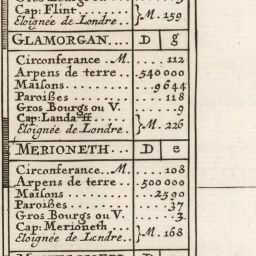 Cap: Flint . . . .
Eloignée de Londre . . } M. 159
GLAMORGAN. . . . D g
Circonferance . M. . . . . 112
Arpens de terre . . 540000
Maisons . . . . . . . 9644
Paroißes . . . . . . 118
Gros Bourgs ou V. . . . . 9
Cap: Landa ff . . . .
Eloignée de Londre . } M. 226
MERIONETH . . . D e
Circonferance. . M. . . . 108
Arpens de terre . . 500000
Maisons . . . . . . . 2590
Paroißes . . . . . . . 37
Gros Bourgs ou V. . . . . 3
Cap: Merioneth . . .
Eloignée de Londre . . } M. 168